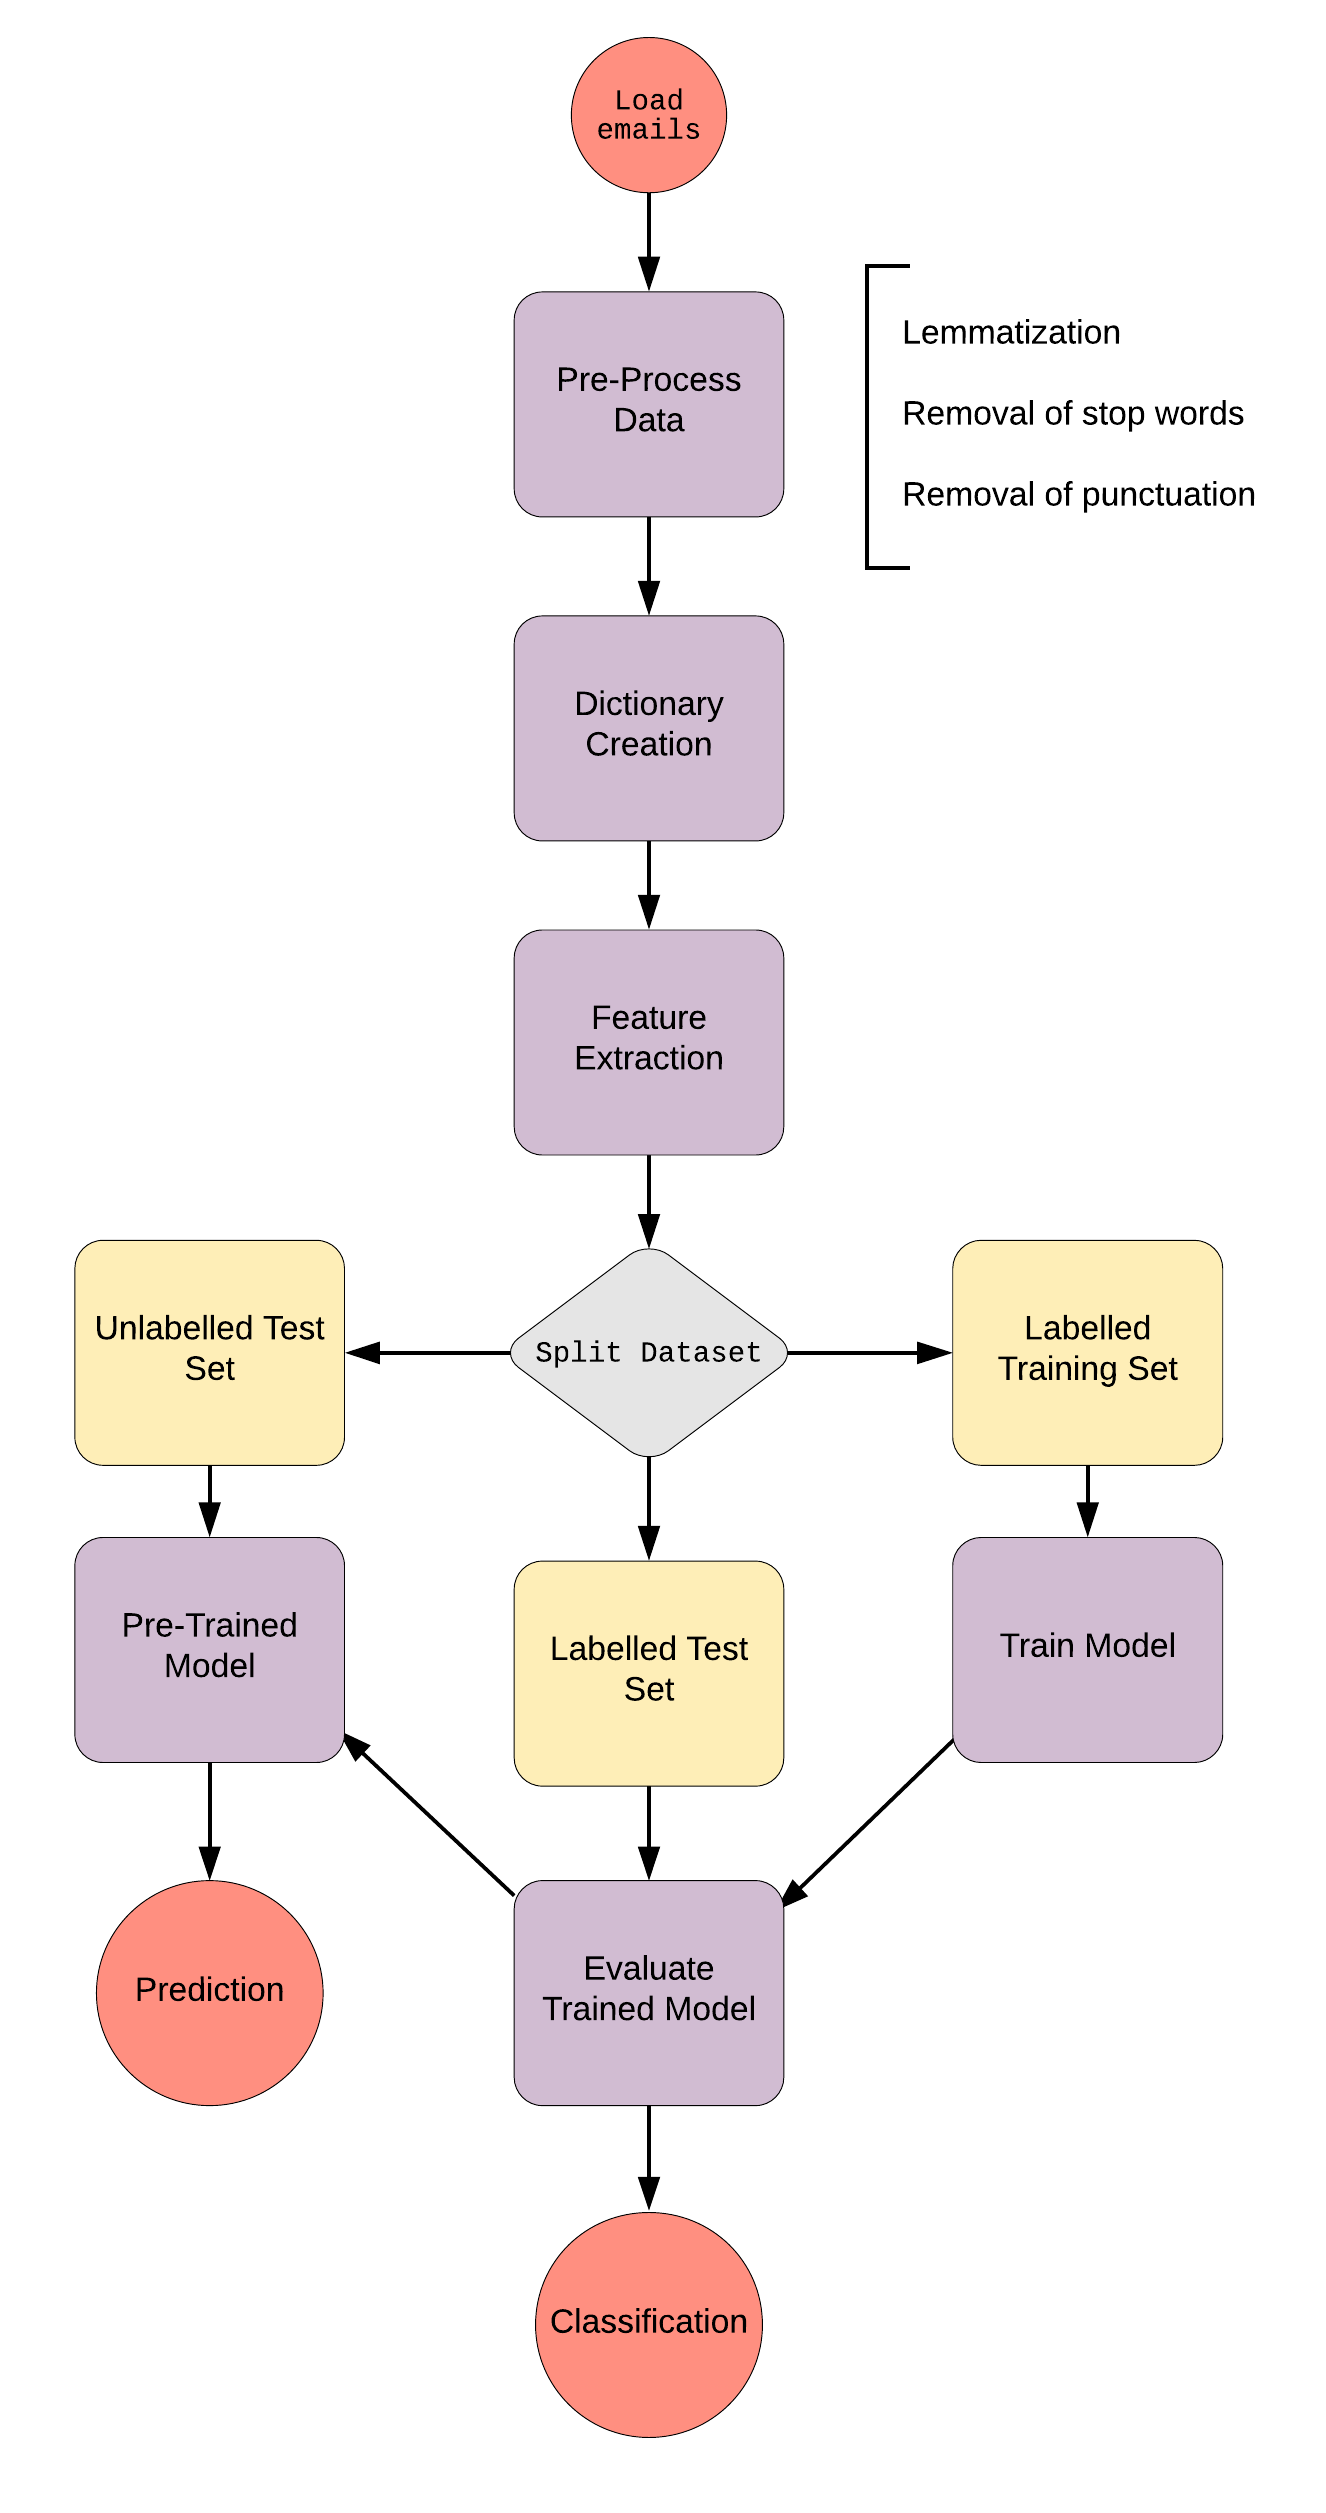 Load
emails
Pre-Process
Data
Lemmatization
Removal of stop words
Removal of punctuation
Dictionary
Creation
Feature
Extraction
Unlabelled Test
Set
Split Dataset
Labelled
Training Set
Pre-Trained
Model
Labelled Test
Set
Train Model
Prediction
Evaluate
Trained Model
Classification